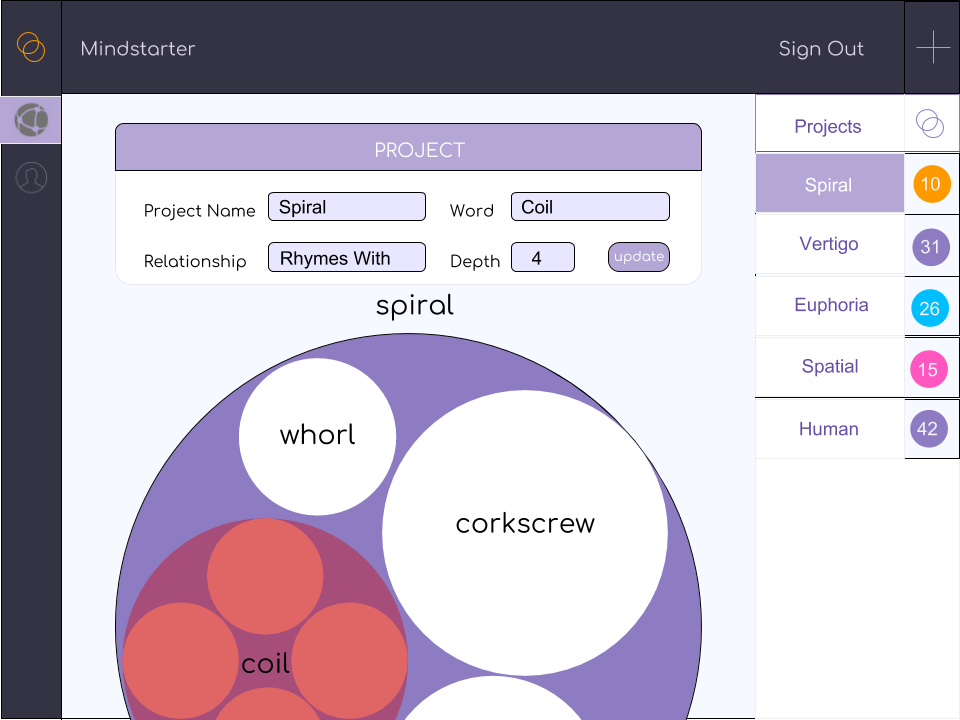 Mindstarter
Sign Out
PROJECT
Project Name Spiral Word Coil
Relationship Rhymes With Depth 4 update
spiral
whorl
corkscrew
coil
Projects
Spiral 10
Vertigo 31
Euphoria 26
Spatial 15
Human 42